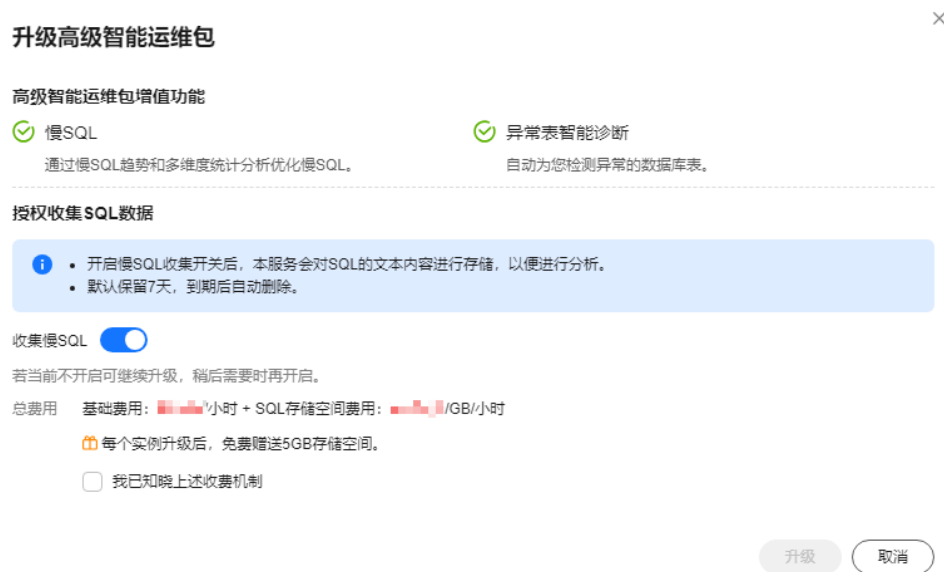 升级高级智能运维包
高级智能运维包增值功能
慢SQL
异常表智能诊断
通过慢SQL趋势和多维度统计分析优化慢SQL。
自动为您检测异常的数据库表。
授权收集SQL数据
• 开启慢SQL收集开关后，本服务会对SQL的文本内容进行存储，以便进行分析。
• 默认保留7天，到期后自动删除。
收集慢SQL
若当前不开启可继续升级，稍后需要时再开启。
总费用 基础费用： /小时 + SQL存储空间费用： /GB/小时
每个实例升级后，免费赠送5GB存储空间。
我已知晓上述收费机制
升级 取消